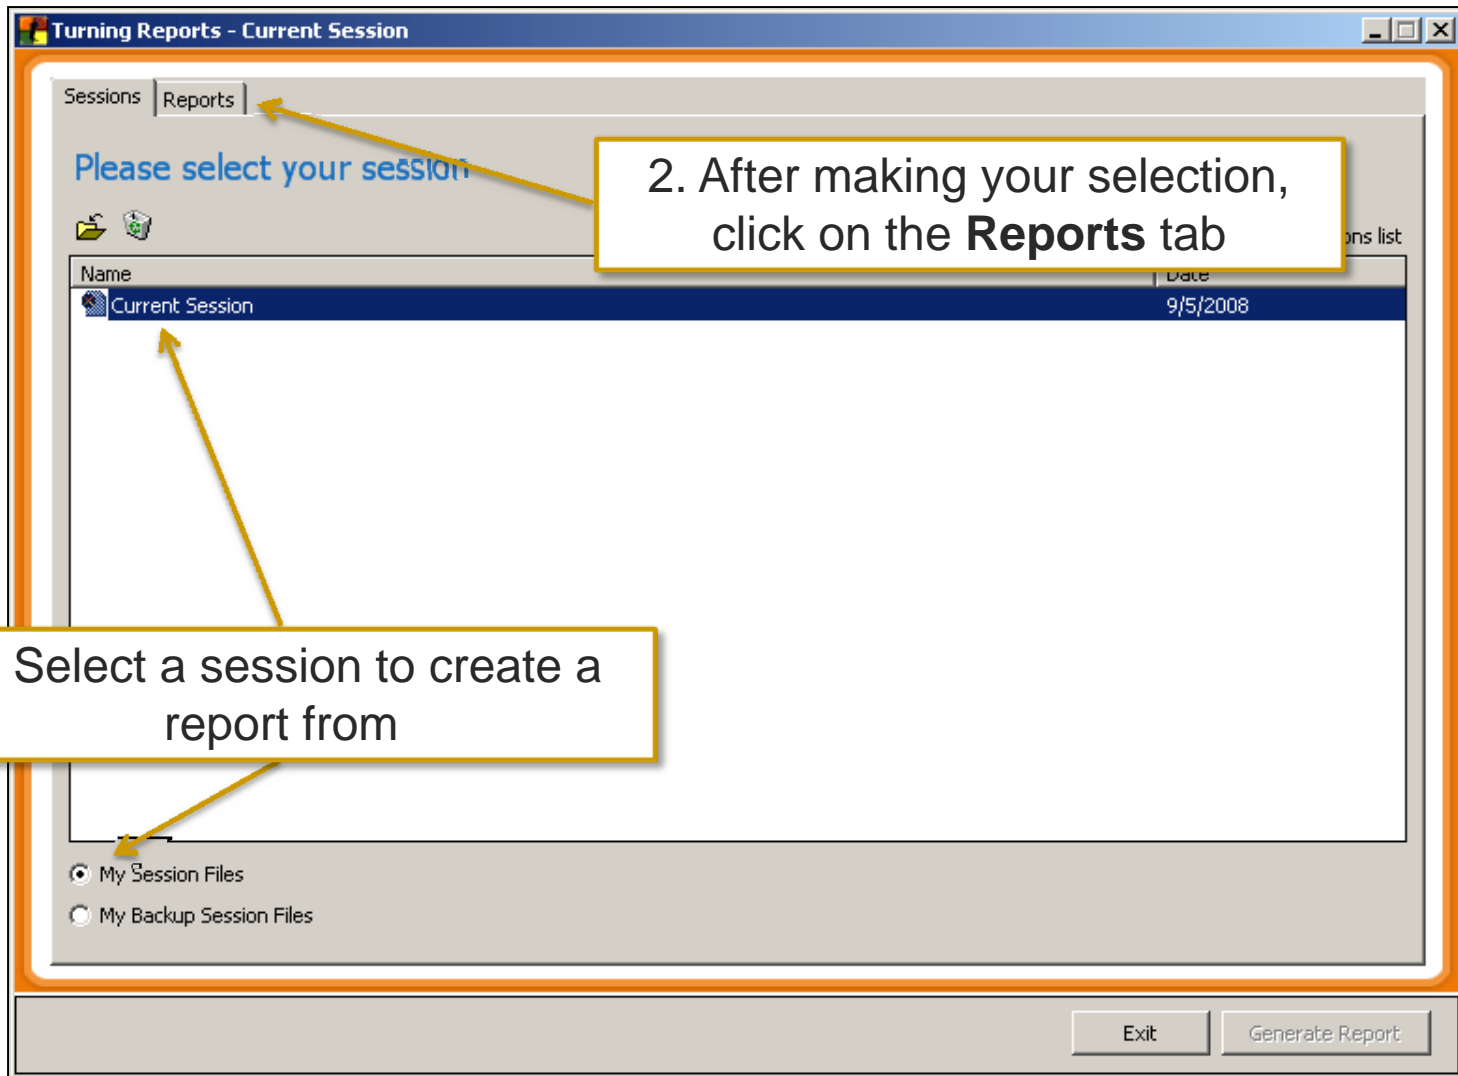 Turning Reports - Current Session
Sessions Reports
Please select your session
2. After making your selection,
click on the Reports tab
list
Name Date
Current Session 9/5/2008
Select a session to create a
report from
My Session Files
My Backup Session Files
Exit Generate Report